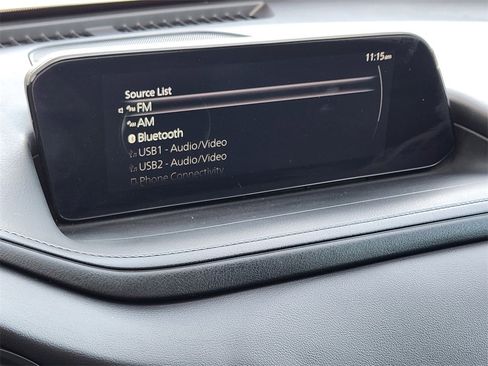 11:15am
Source List
FM
AM
Bluetooth
USB1 - Audio/Video
USB2 - Audio/Video
Phone Connectivity